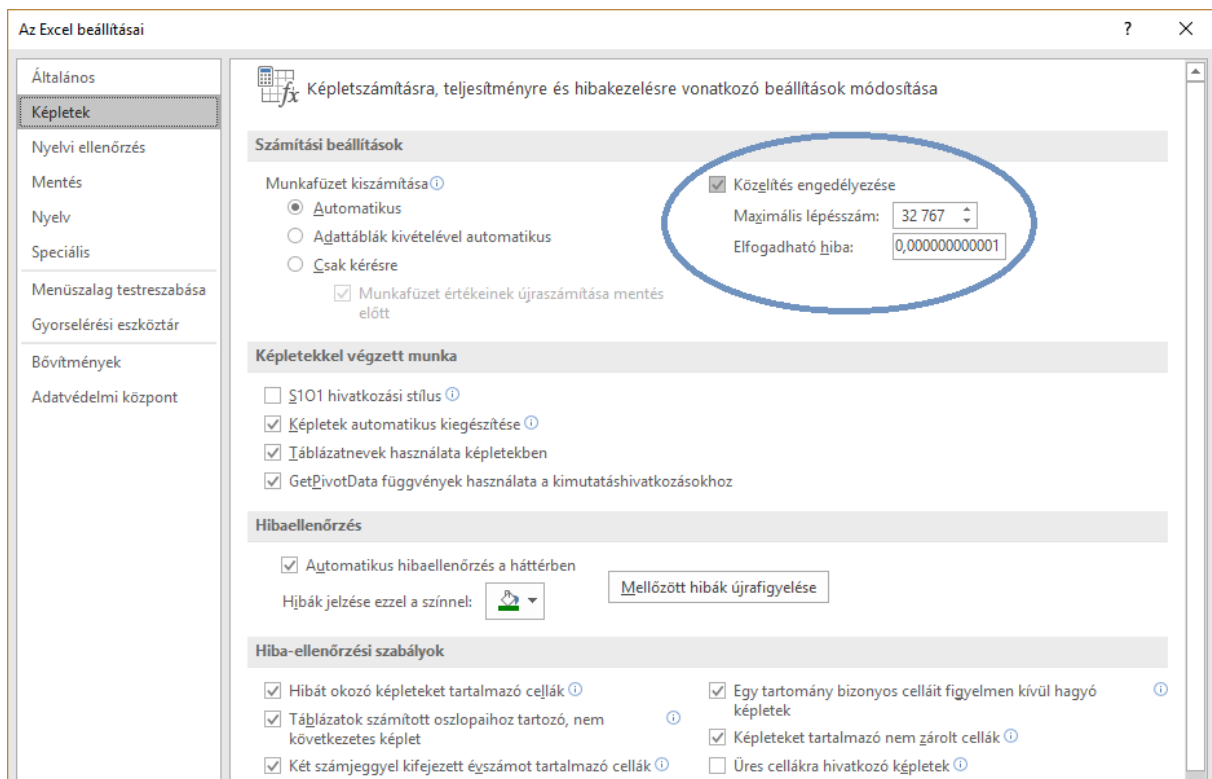 Az Excel beállításai
?
Általános
Képletek
Nyelvi ellenőrzés
Mentés
Nyelv
Speciális
Menüszalag testreszabása
Gyorselérési eszköztár
Bővítmények
Adatvédelmi központ
Képletszámításra, teljesítményre és hibakezelésre vonatkozó beállítások módosítása
Számítási beállítások
Munkafüzet kiszámítása
Automatikus
Adattáblák kivételével automatikus
Csak kérésre
Munkafüzet értékeinek újraszámítása mentés
előtt
Közelítés engedélyezése
Maximális lépésszám: 32 767
Elfogadható hiba: 0,000000000001
Képletekkel végzett munka
S1O1 hivatkozási stílus
Képletek automatikus kiegészítése
Táblázatnevek használata képletekben
GetPivotData függvények használata a kimutatáshivatkozásokhoz
Hibaellenőrzés
Automatikus hibaellenőrzés a háttérben
Hibák jelzése ezzel a színnel:
Mellőzött hibák újrafigyelése
Hiba-ellenőrzési szabályok
Hibát okozó képleteket tartalmazó cellák
Táblázatok számított oszlopaihoz tartozó, nem
következetes képlet
Két számjeggyel kifejezett évszámot tartalmazó cellák
Egy tartomány bizonyos celláit figyelmen kívül hagyó
képletek
Képleteket tartalmazó nem zárolt cellák
Üres cellákra hivatkozó képletek